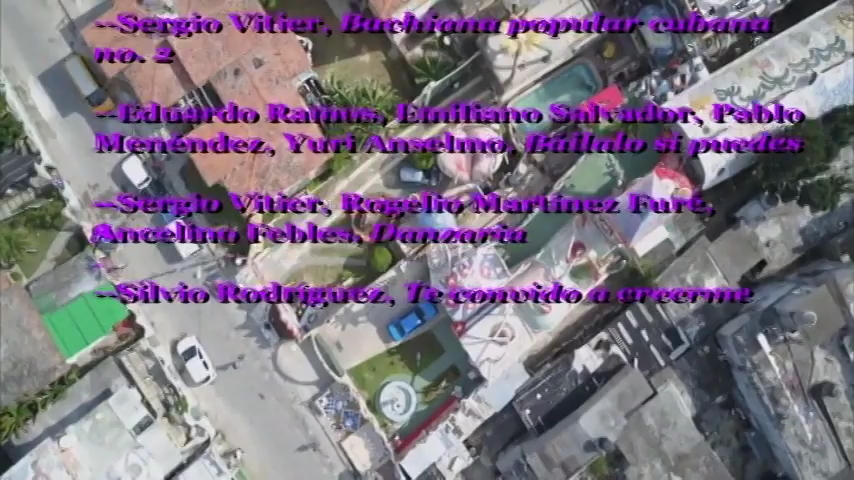 --Sergio Vitier, Bachiana popular cubana
no. 2
--Eduardo Ramos, Emiliano Salvador, Pablo
Menéndez, Yuri Anselmo, Báilalo si puedes
--Sergio Vitier, Rogelio Martínez Furé,
Ancelino Febles, Danzaria
--Silvio Rodríguez, Te convido a creerme